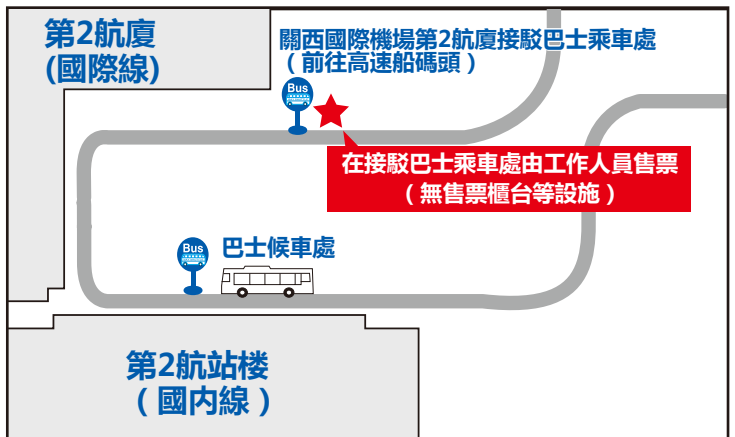 第2航廈
(國際線)
關西國際機場第2航廈接駁巴士乘車處
（前往高速船碼頭）
Bus
在接駁巴士乘車處由工作人員售票
（無售票櫃台等設施）
Bus
巴士候車處
第2航站楼
（國内線）